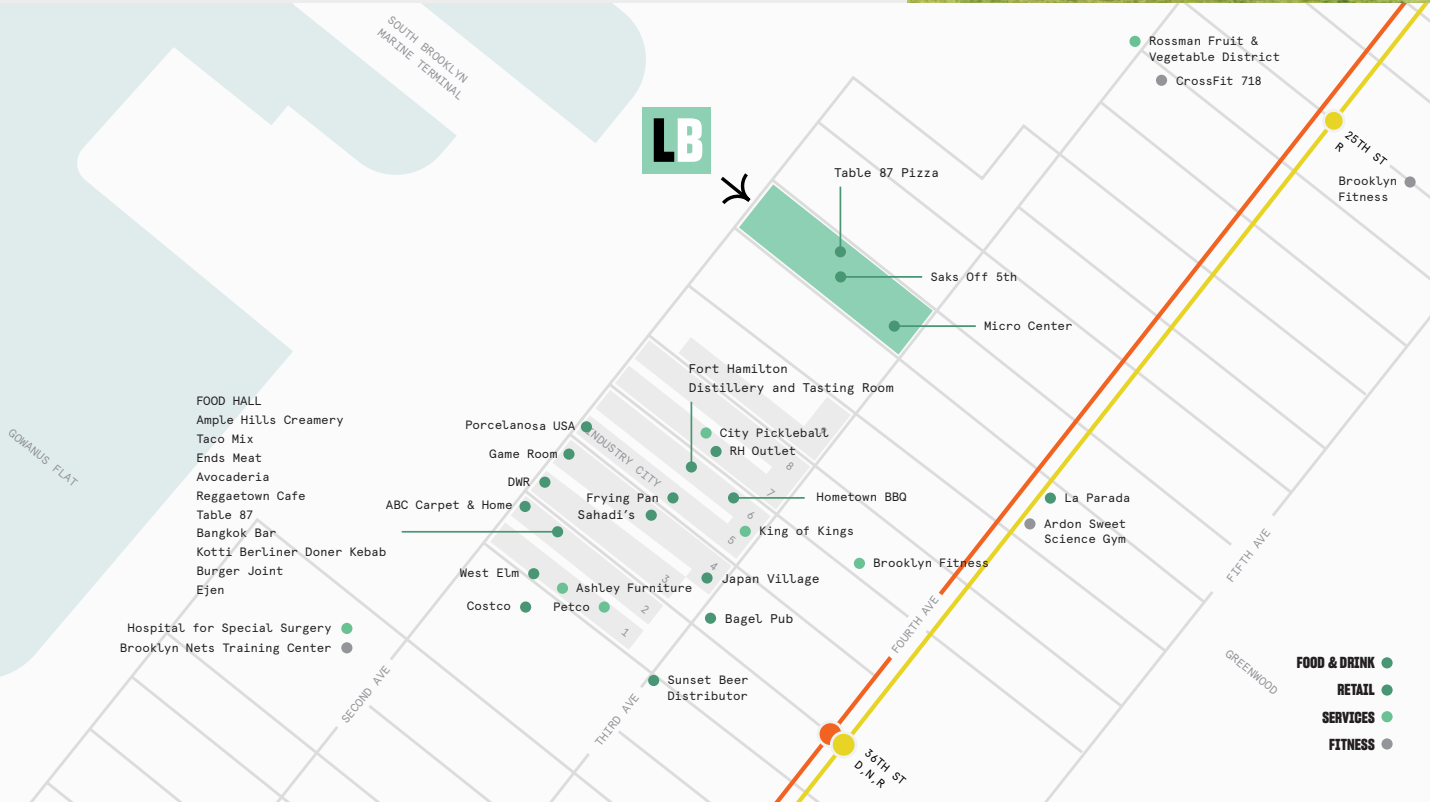 SOUTH BROOKLYN
MARINE TERMINAL
Rossman Fruit &
Vegetable District
CrossFit 718
LB
25TH ST
R
Brooklyn
Fitness
Table 87 Pizza
Saks Off 5th
Micro Center
Fort Hamilton
Distillery and Tasting Room
FOOD HALL
Ample Hills Creamery
Taco Mix
Ends Meat
Avocaderia
Reggaetown Cafe
Table 87
Bangkok Bar
Kotti Berliner Doner Kebab
Burger Joint
Ejen
GOWANUS FLAT
Porcelanosa USA
Game Room
DWR
ABC Carpet & Home
INDUSTRY CITY
City Pickleball
RH Outlet
Frying Pan
Sahadi's
Hometown BBQ
King of Kings
8
7
6
5
4
3
2
1
La Parada
Ardon Sweet
Science Gym
Brooklyn Fitness
West Elm
Ashley Furniture
Japan Village
Costco
Petco
Bagel Pub
Hospital for Special Surgery
Brooklyn Nets Training Center
Sunset Beer
Distributor
SECOND AVE
THIRD AVE
FOURTH AVE
FIFTH AVE
GREENWOOD
36TH ST
D,N,R
FOOD & DRINK
RETAIL
SERVICES
FITNESS